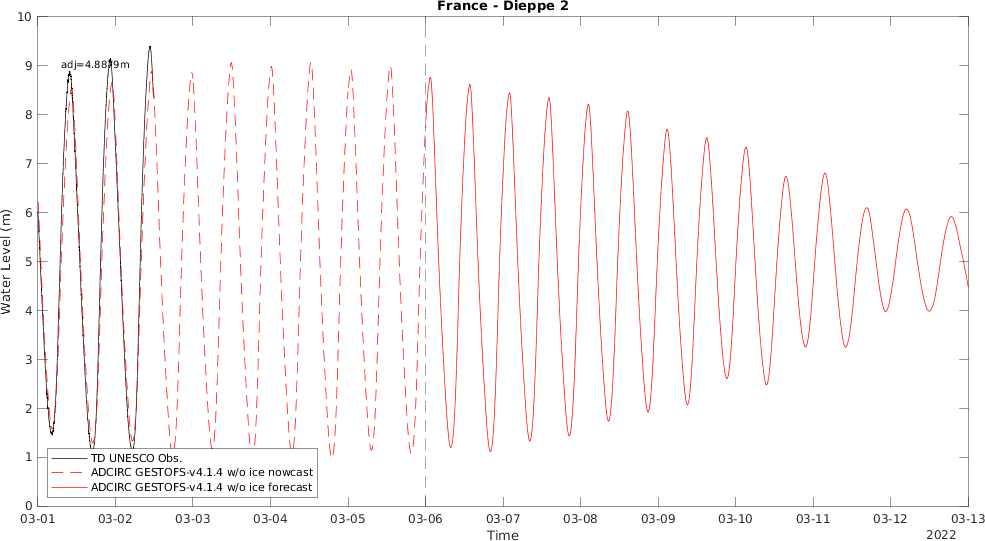 France - Dieppe 2
10
9
8
7
6
5
4
3
2
1
0
Water Level (m)
adj=4.8879m
TD UNESCO Obs.
ADCIRC GESTOFS-v4.1.4 w/o ice nowcast
ADCIRC GESTOFS-v4.1.4 w/o ice forecast
03-01 03-02 03-03 03-04 03-05 03-06 03-07 03-08 03-09 03-10 03-11 03-12 03-13
Time
2022